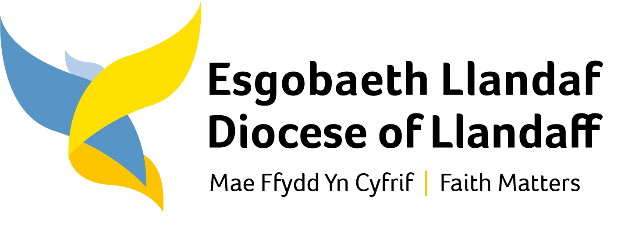 Esgobaeth Llandaf
Diocese of Llandaff
Mae Ffydd Yn Cyfrif | Faith Matters